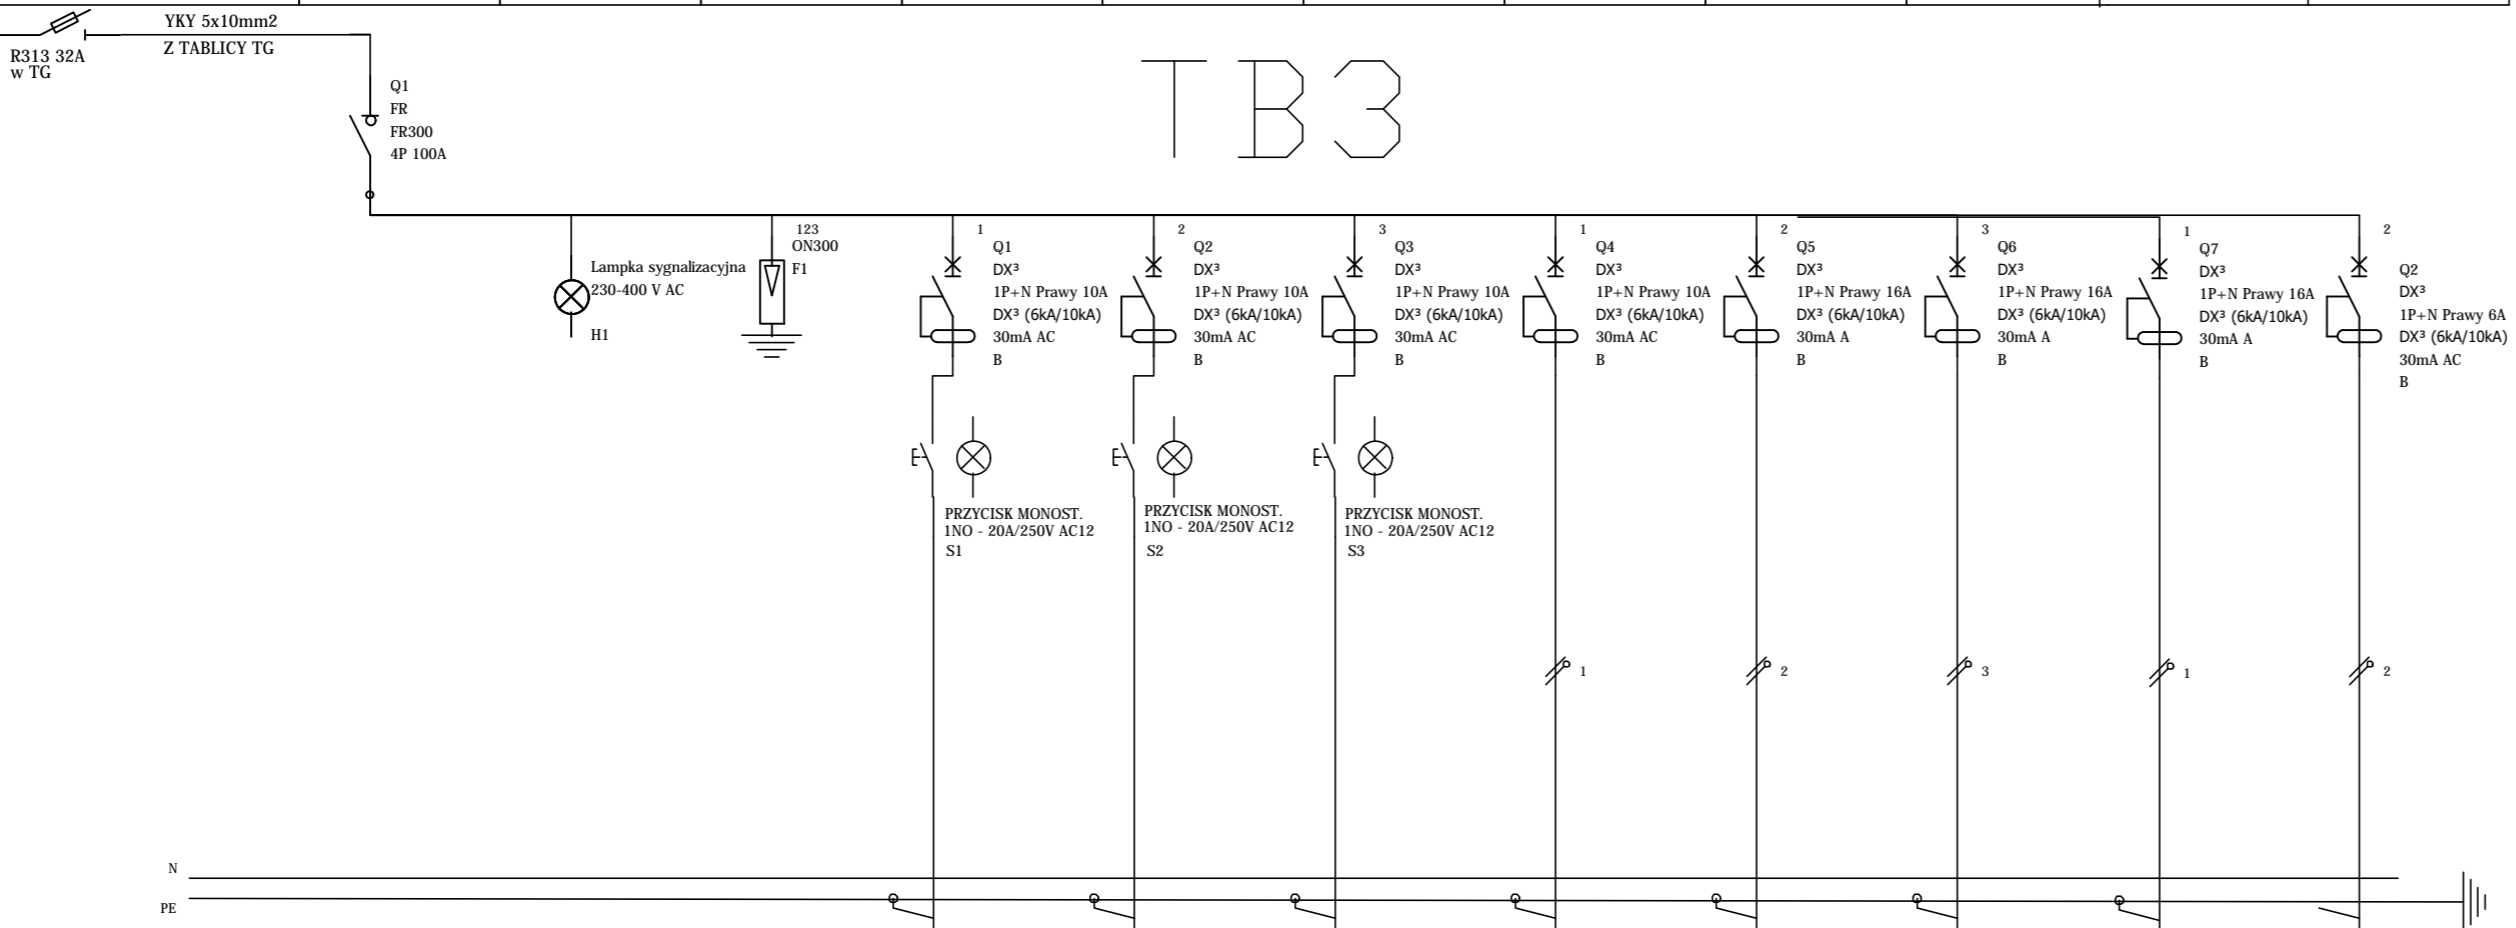 YKY 5x10mm2
Z TABLICY TG
R313 32A
w TG
TB3
Q1
FR
FR300
4P 100A
Lampka sygnalizacyjna
230-400 V AC
H1
123
ON300
F1
1
Q1
DX³
1P+N Prawy 10A
DX³ (6kA/10kA)
30mA AC
B
2
Q2
DX³
1P+N Prawy 10A
DX³ (6kA/10kA)
30mA AC
B
3
Q3
DX³
1P+N Prawy 10A
DX³ (6kA/10kA)
30mA AC
B
1
Q4
DX³
1P+N Prawy 10A
DX³ (6kA/10kA)
30mA AC
B
2
Q5
DX³
1P+N Prawy 16A
DX³ (6kA/10kA)
30mA A
B
3
Q6
DX³
1P+N Prawy 16A
DX³ (6kA/10kA)
30mA A
B
1
Q7
DX³
1P+N Prawy 16A
DX³ (6kA/10kA)
30mA A
B
2
Q2
DX³
1P+N Prawy 6A
DX³ (6kA/10kA)
30mA AC
B
PRZYCISK MONOST.
1NO - 20A/250V AC12
S1
PRZYCISK MONOST.
1NO - 20A/250V AC12
S2
PRZYCISK MONOST.
1NO - 20A/250V AC12
S3
1
2
3
1
2
N
PE